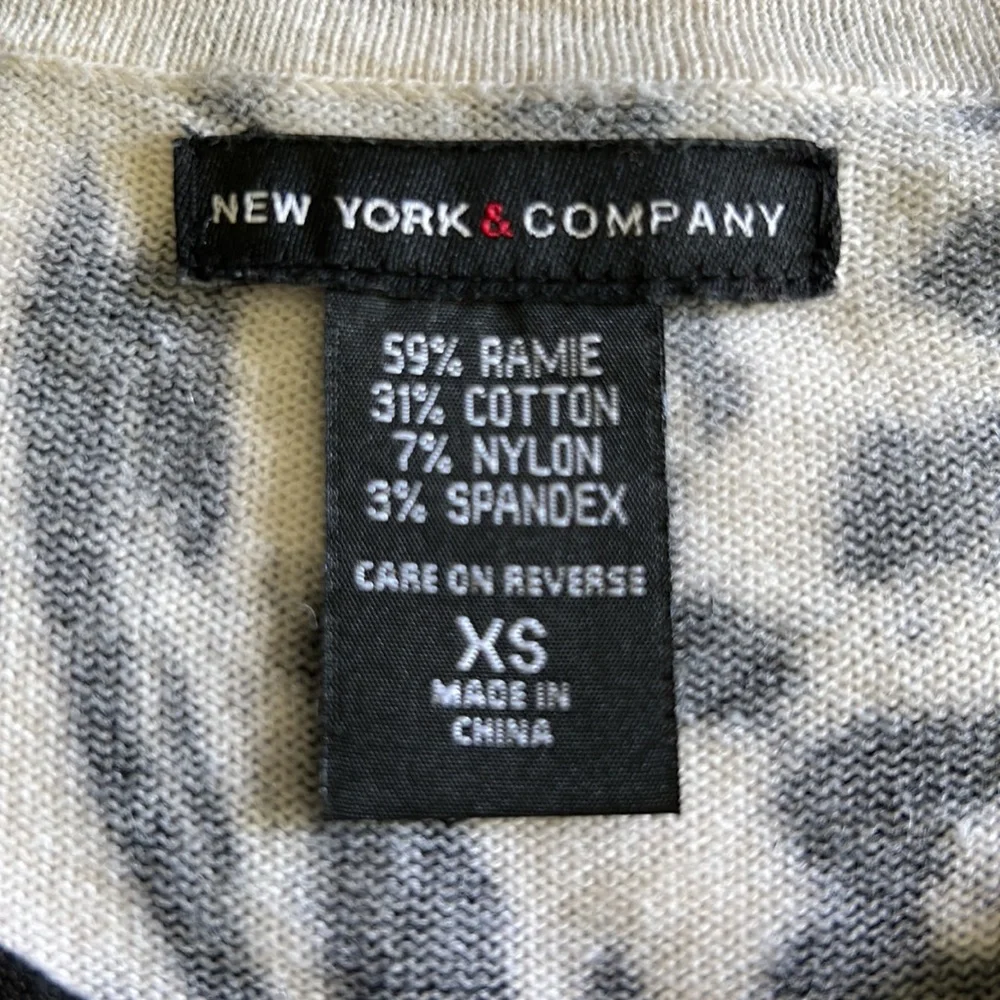 NEW YORK & COMPANY
59% RAMIE
31% COTTON
7% NYLON
3% SPANDEX
CARE ON REVERSE
XS
MADE IN
CHINA